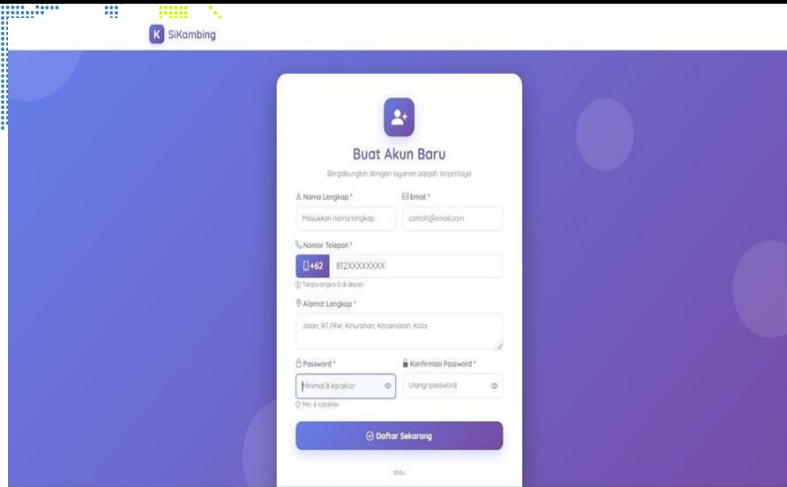 K SiKambing
Buat Akun Baru
Bergabunglah dengan layanan aqiqah terpercaya
Nama Lengkap * Email *
Masukkan nama lengkap contoh@email.com
Nomor Telepon *
+62 812XXXXXXXX
Tanpa angka 0 di depan
Alamat Lengkap *
Jalan, RT/RW, Kelurahan, Kecamatan, Kota
Password * Konfirmasi Password *
Minimal 8 karakter Ulangi password
Min. 8 karakter
Daftar Sekarang
atau